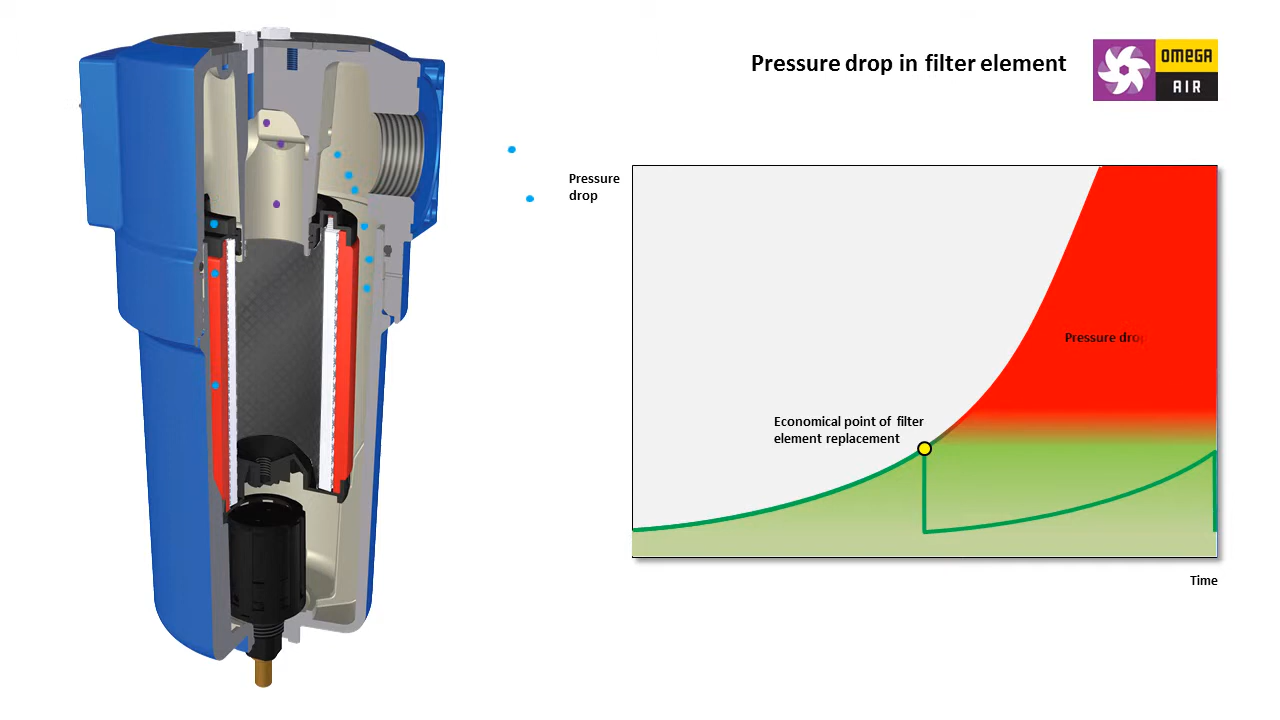 Pressure drop in filter element
OMEGA
AIR
Pressure
drop
Pressure drop
Economical point of filter
element replacement
Time